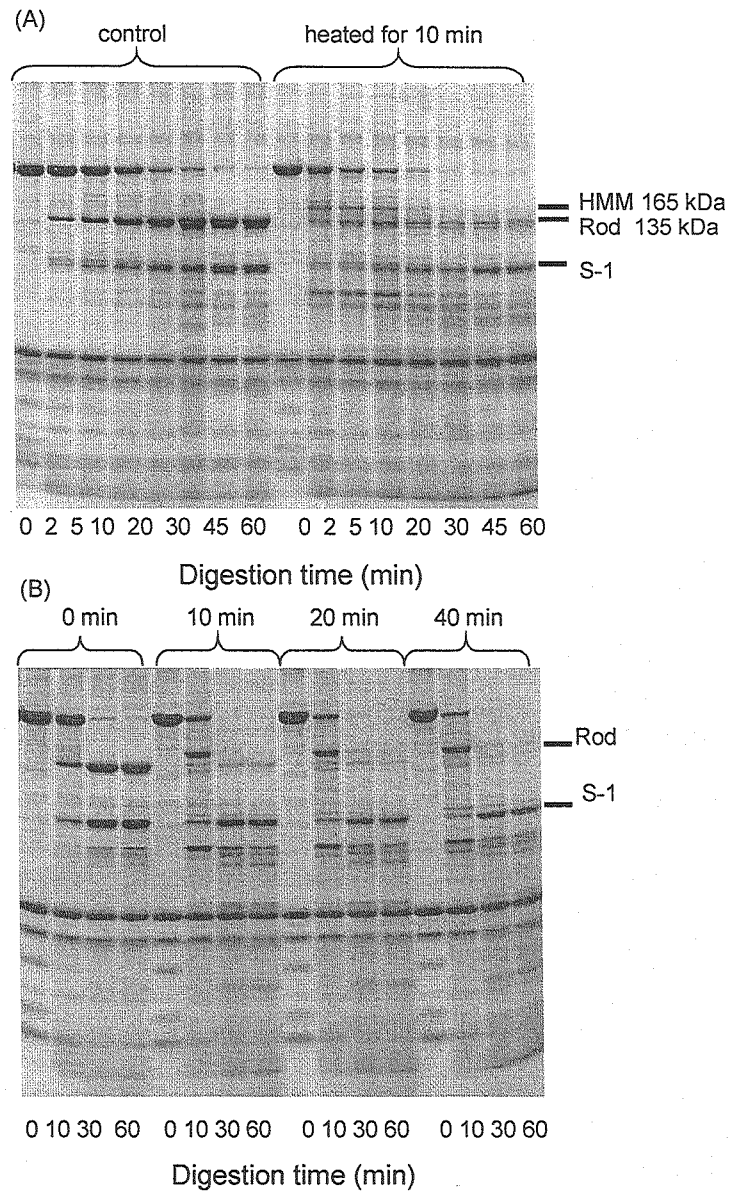 (A)
control heated for 10 min
HMM 165 kDa
Rod 135 kDa
S-1
0 2 5 10 20 30 45 60 0 2 5 10 20 30 45 60
Digestion time (min)
(B)
0 min 10 min 20 min 40 min
Rod
S-1
0 10 30 60 0 10 30 60 0 10 30 60 0 10 30 60
Digestion time (min)